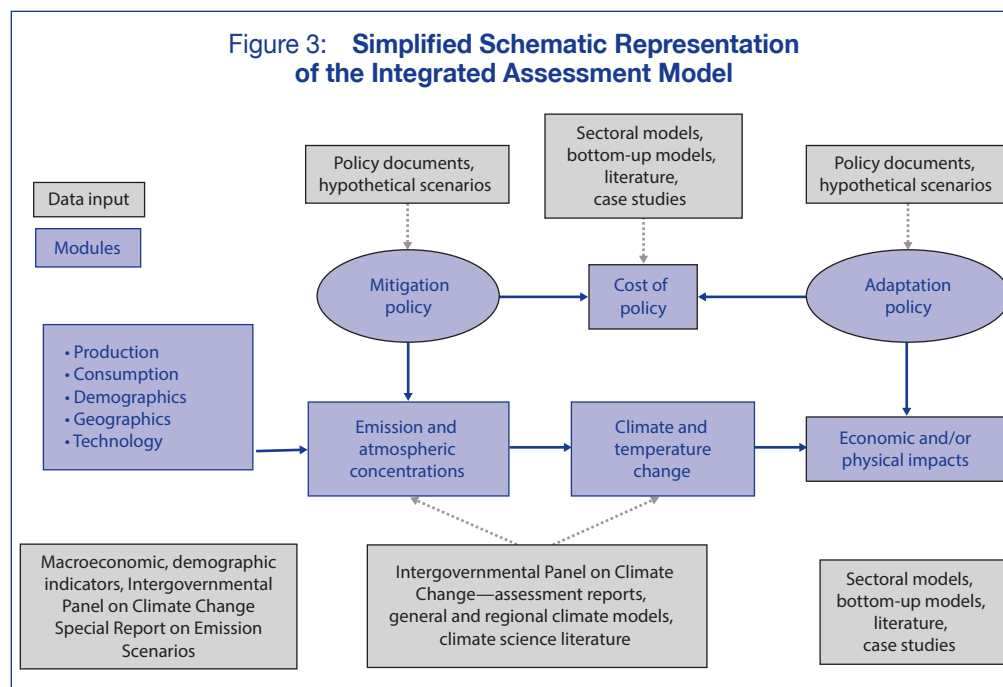 Figure 3: Simplified Schematic Representation
of the Integrated Assessment Model
Policy documents,
hypothetical scenarios
Sectoral models,
bottom-up models,
literature,
case studies
Policy documents,
hypothetical scenarios
Data input
Modules
Mitigation
policy
Cost of
policy
Adaptation
policy
• Production
• Consumption
• Demographics
• Geographics
• Technology
Emission and
atmospheric
concentrations
Climate and
temperature
change
Economic and/or
physical impacts
Macroeconomic, demographic
indicators, Intergovernmental
Panel on Climate Change
Special Report on Emission
Scenarios
Intergovernmental Panel on Climate
Change—assessment reports,
general and regional climate models,
climate science literature
Sectoral models,
bottom-up models,
literature,
case studies